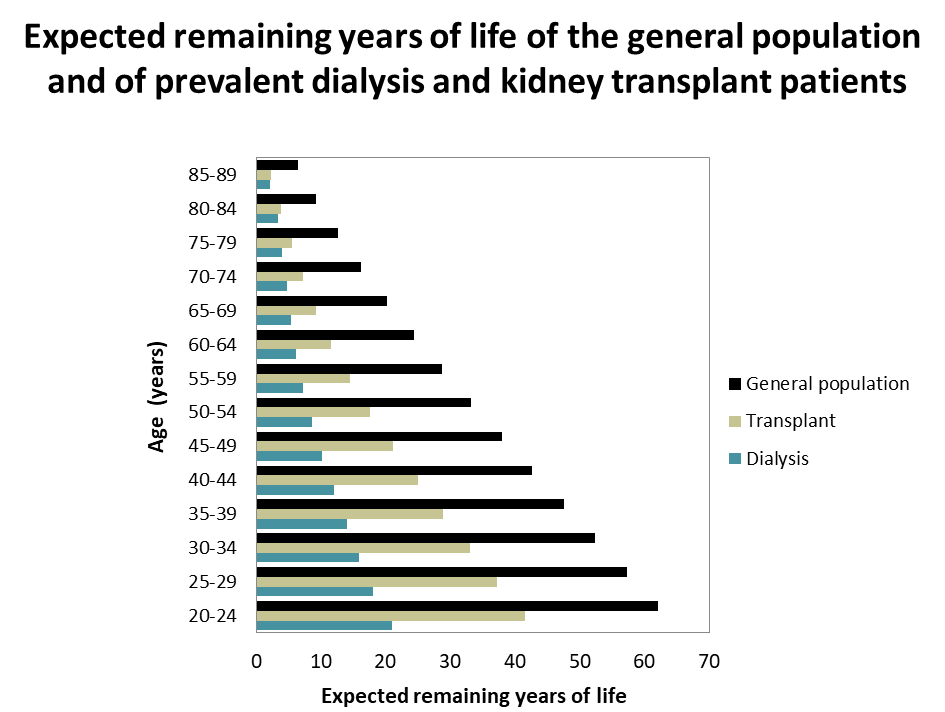 Expected remaining years of life of the general population
and of prevalent dialysis and kidney transplant patients
85-89
80-84
75-79
70-74
65-69
60-64
55-59
50-54
45-49
40-44
35-39
30-34
25-29
20-24
Age (years)
0 10 20 30 40 50 60 70
Expected remaining years of life
General population
Transplant
Dialysis